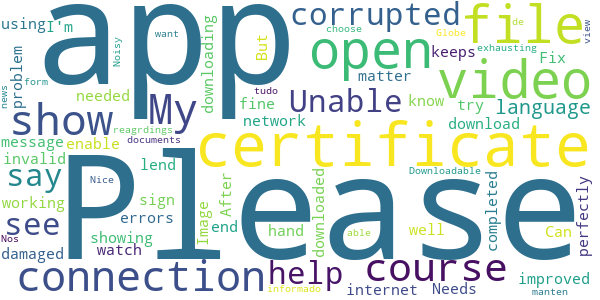 app
Please
certificate
file
video
open
corrupted
show
My
Unable
language
course
connection
help
say
see
using
I'm
problem
Noisy
want
downloading
But
Globe
choose
de
exhausting
view
keeps
matter
Fix
needed
fine
network
know
try
download
news
form
message
enable
reagrdings
tudo
documents
invalid
lend
working
Nice
After
sign
errors
Nos
showing
damaged
watch
Image
end
hand
downloaded
able
well
Downloadable
completed
Can
perfectly
internet
Needs
improved
informado
manten